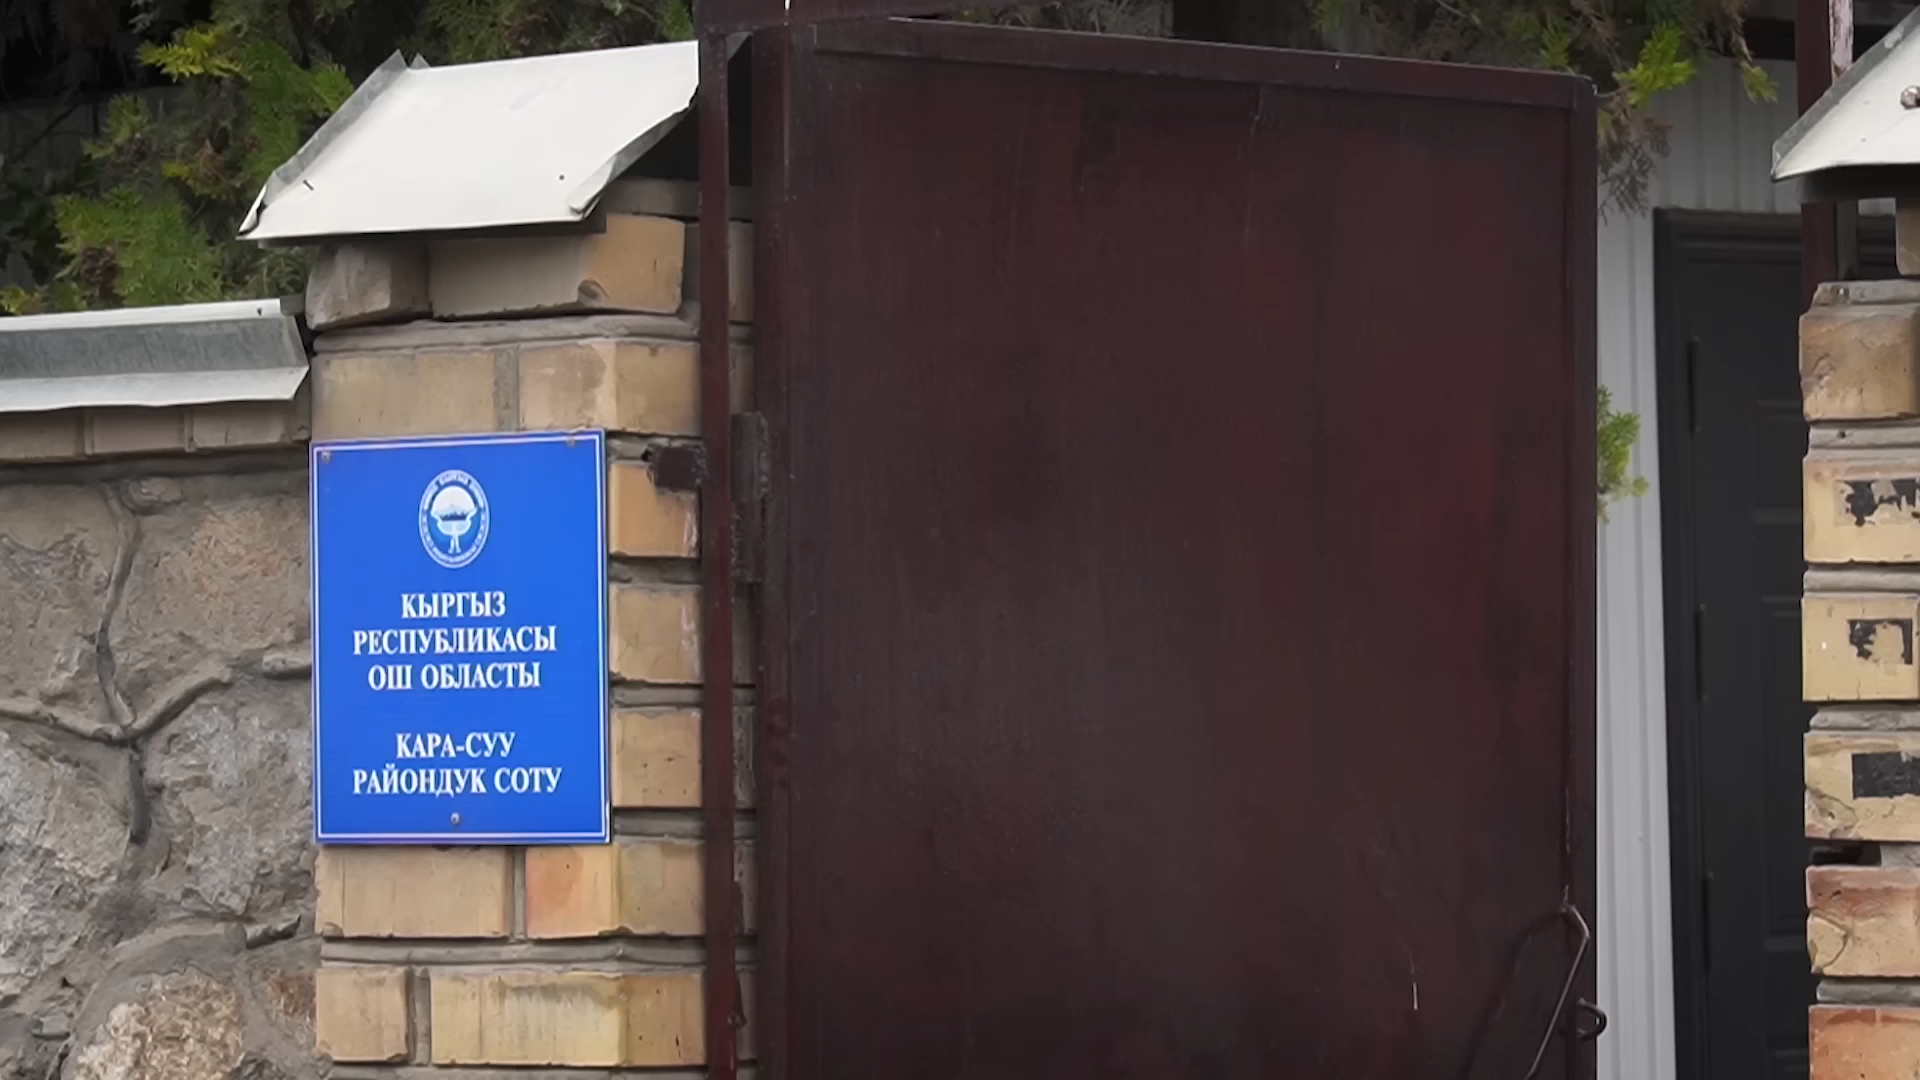 КЫРГЫЗ
РЕСПУБЛИКАСЫ
ОШ ОБЛАСТЫ
КАРА-СУУ
РАЙОНДУК СОТУ